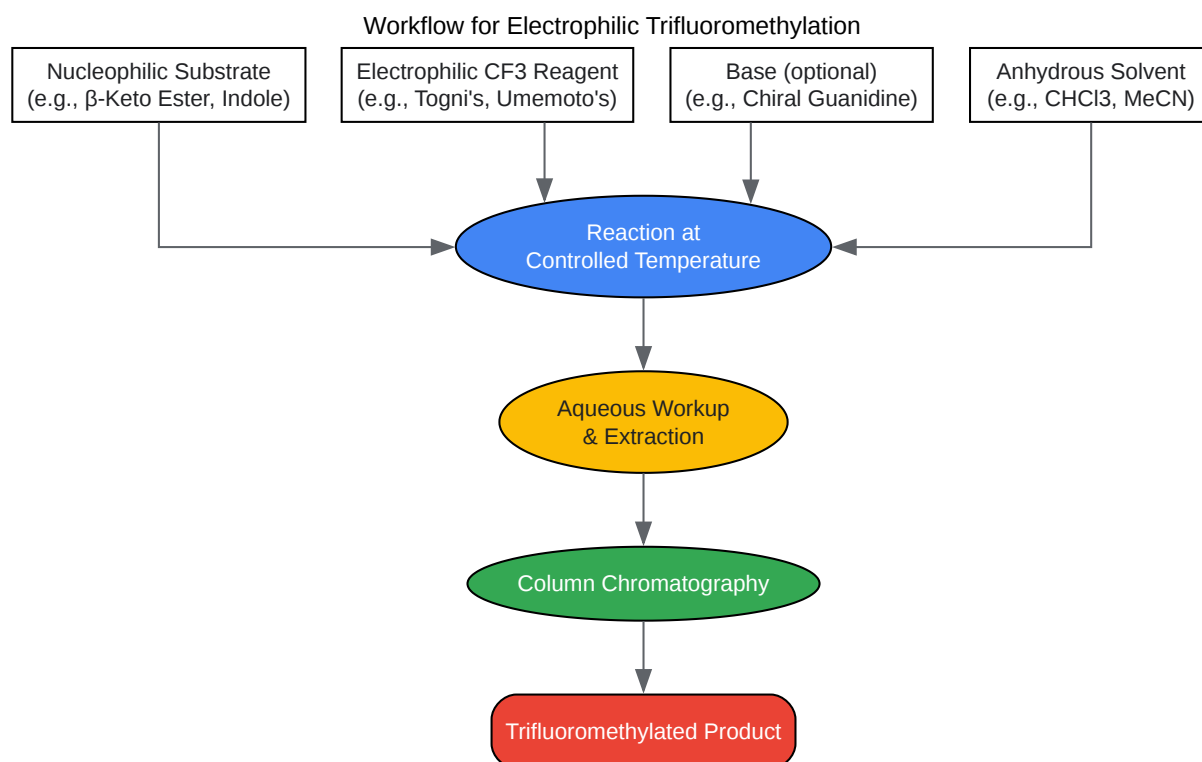 Workflow for Electrophilic Trifluoromethylation
Nucleophilic Substrate
(e.g., β-Keto Ester, Indole)
Electrophilic CF3 Reagent
(e.g., Togni's, Umemoto's)
Base (optional)
(e.g., Chiral Guanidine)
Anhydrous Solvent
(e.g., CHCl3, MeCN)
Reaction at
Controlled Temperature
Aqueous Workup
& Extraction
Column Chromatography
Trifluoromethylated Product